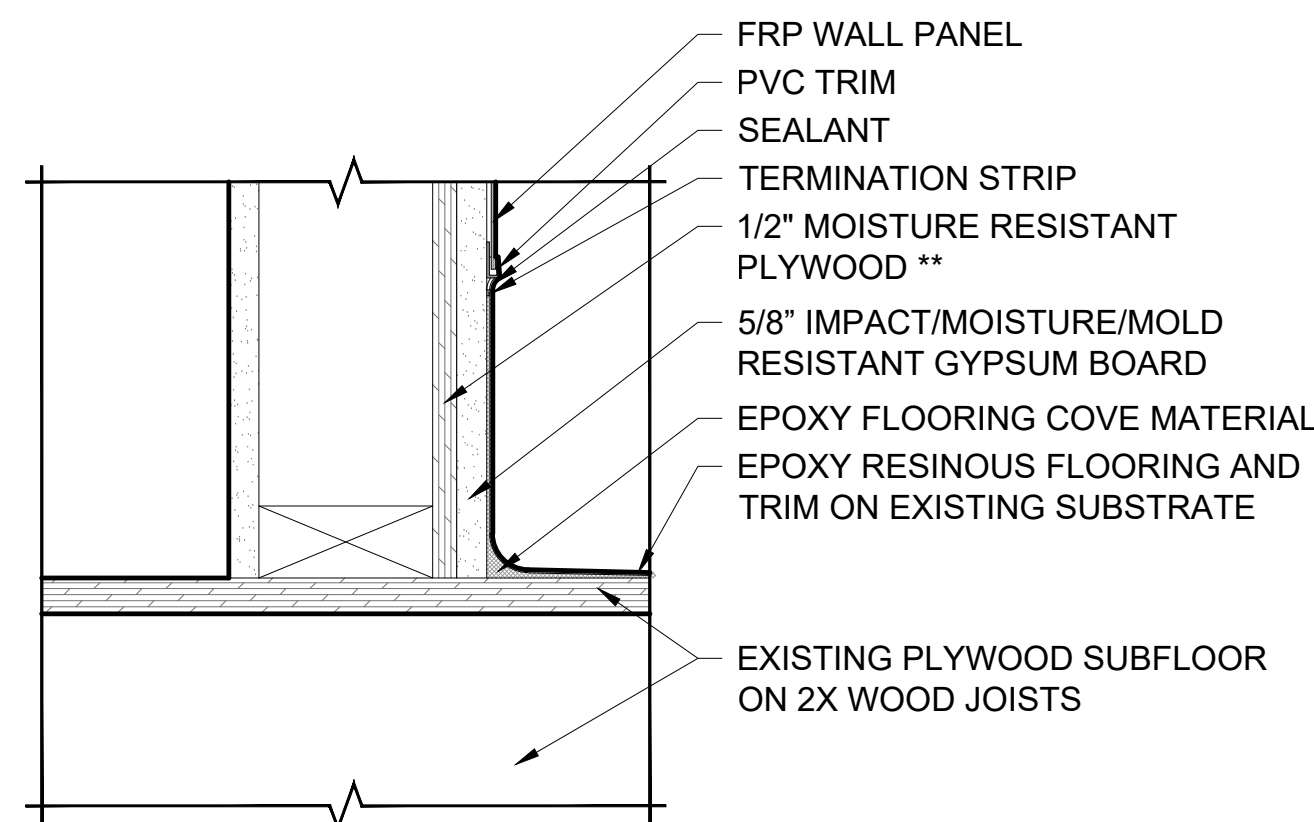 FRP WALL PANEL
PVC TRIM
SEALANT
TERMINATION STRIP
1/2" MOISTURE RESISTANT
PLYWOOD **
5/8” IMPACT/MOISTURE/MOLD
RESISTANT GYPSUM BOARD
EPOXY FLOORING COVE MATERIAL
EPOXY RESINOUS FLOORING AND
TRIM ON EXISTING SUBSTRATE
EXISTING PLYWOOD SUBFLOOR
ON 2X WOOD JOISTS